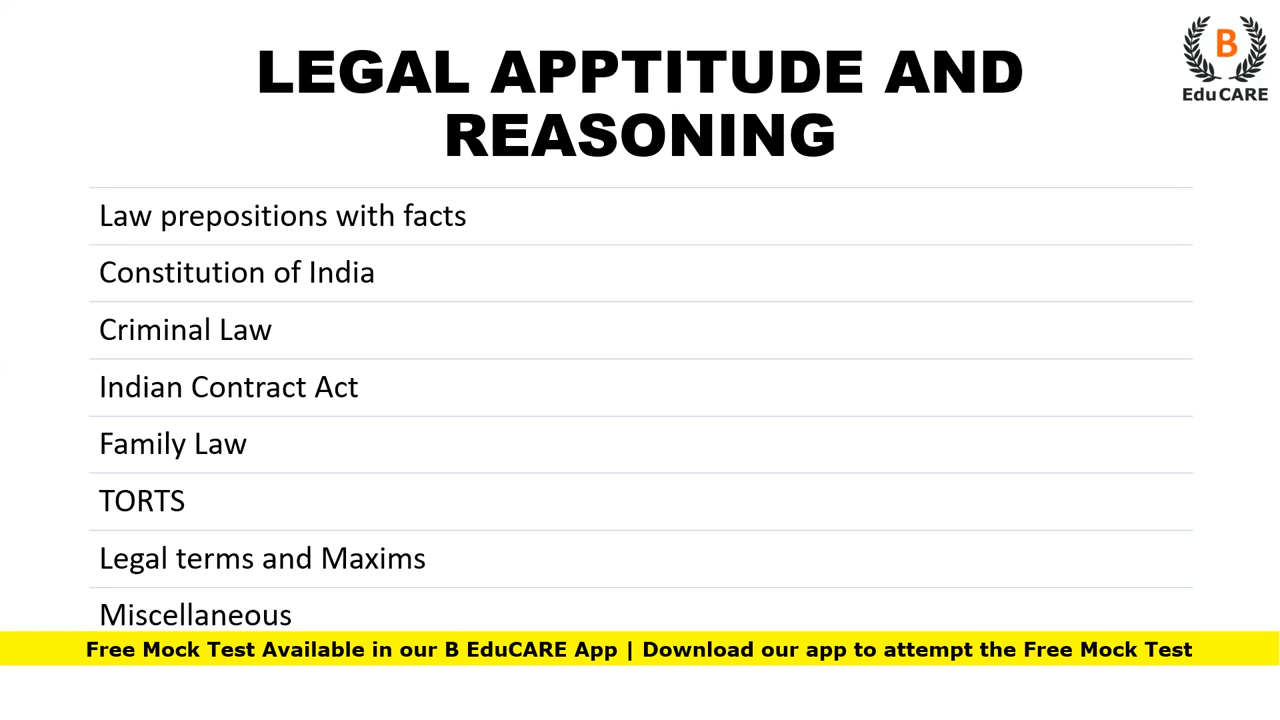 LEGAL APPTITUDE AND
REASONING
B
EduCARE
Law prepositions with facts
Constitution of India
Criminal Law
Indian Contract Act
Family Law
TORTS
Legal terms and Maxims
Miscellaneous
Free Mock Test Available in our B EduCARE App | Download our app to attempt the Free Mock Test